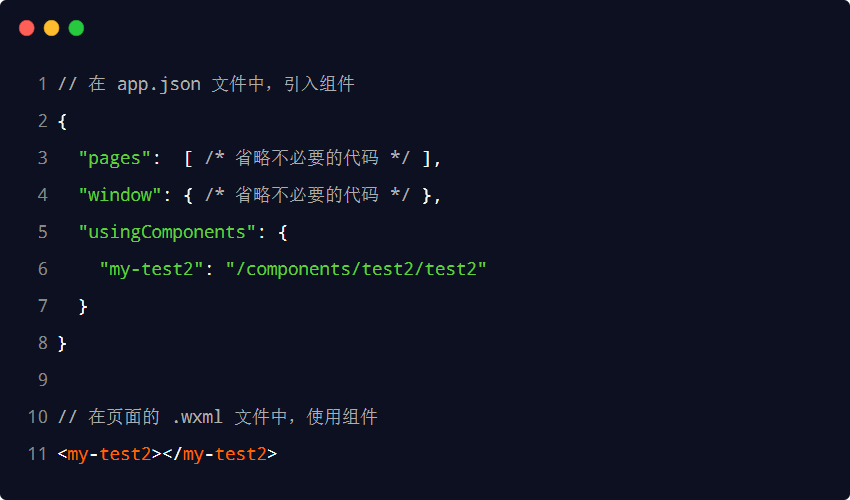 1 // 在 app.json 文件中，引入组件
2 {
3   "pages":  [ /* 省略不必要的代码 */ ],
4   "window": { /* 省略不必要的代码 */ },
5   "usingComponents": {
6     "my-test2": "/components/test2/test2"
7   }
8 }
9
10 // 在页面的 .wxml 文件中，使用组件
11 <my-test2></my-test2>